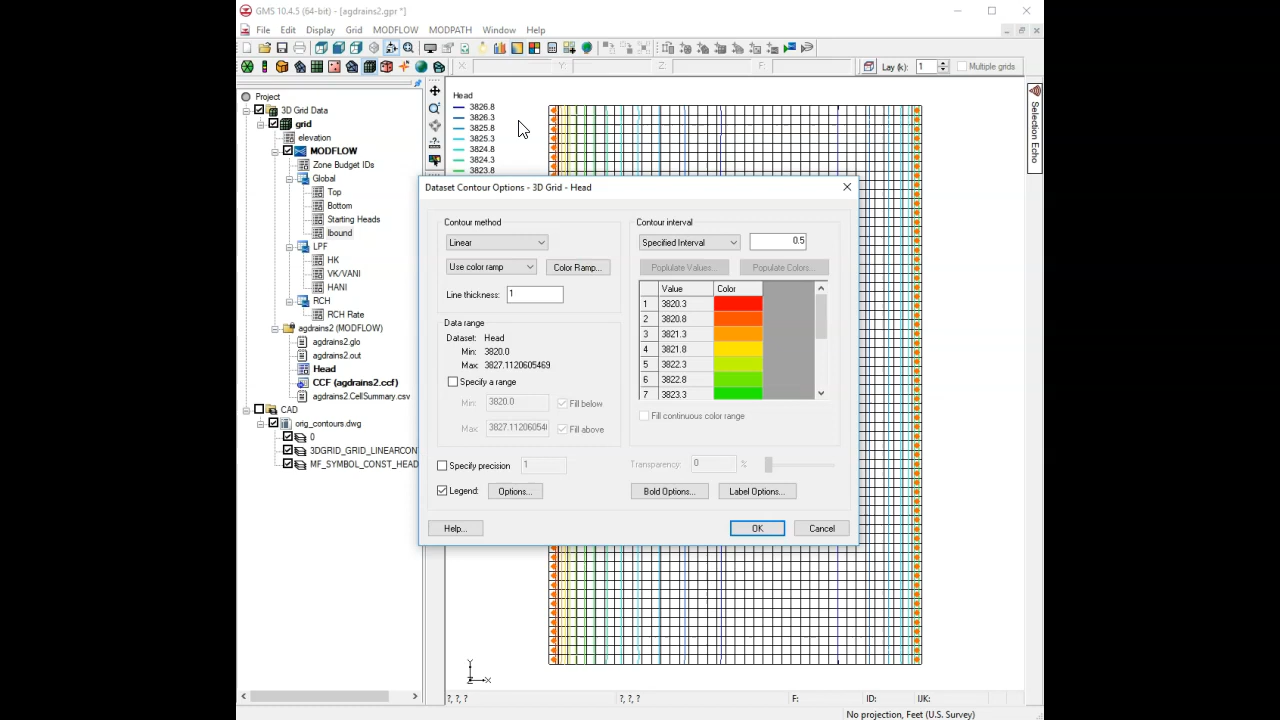 GMS 10.4.5 (64-bit) - [agdrains2.gpr *]
File Edit Display Grid MODFLOW MODPATH Window Help
X: Y: Z: F: Lay (k): 1 Multiple grids
Project
3D Grid Data
grid
elevation
MODFLOW
Zone Budget IDs
Global
Top
Bottom
Starting Heads
Ibound
LPF
HK
VK/VANI
HANI
RCH
RCH Rate
agdrains2 (MODFLOW)
agdrains2.glo
agdrains2.out
Head
CCF (agdrains2.ccf)
agdrains2.CellSummary.csv
CAD
orig_contours.dwg
0
3DGRID_GRID_LINEARCON
MF_SYMBOL_CONST_HEAD
Head
3826.8
3826.3
3825.8
3825.3
3824.8
3824.3
3823.8
Selection Echo
Dataset Contour Options - 3D Grid - Head
Contour method
Linear
Use color ramp
Color Ramp...
Line thickness: 1
Data range
Dataset: Head
Min: 3820.0
Max: 3827.1120605469
Specify a range
Min: 3820.0 Fill below
Max: 3827.112060546 Fill above
Specify precision 1
Legend: Options...
Contour interval
Specified Interval 0.5
Poplulate Values... Populate Colors...
Value Color
1 3820.3
2 3820.8
3 3821.3
4 3821.8
5 3822.3
6 3822.8
7 3823.3
Fill continuous color range
Transparency: 0 %
Bold Options... Label Options...
Help... OK Cancel
Y
Z X
?, ?, ? ?, ?, ? F: ID: IJK:
No projection, Feet (U.S. Survey)